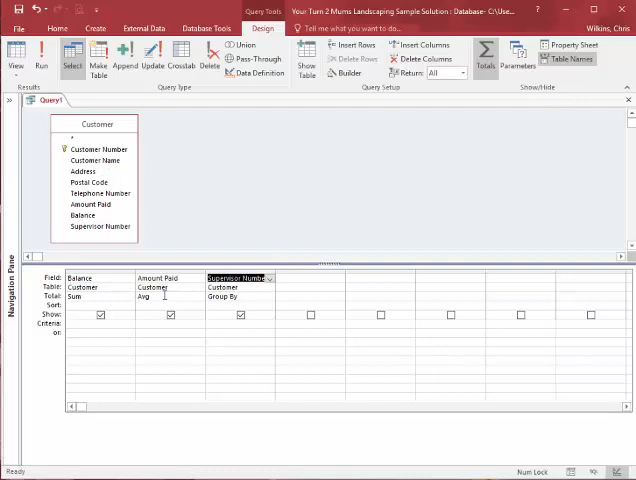 Query Tools
Your Turn 2 Mums Landscaping Sample Solution : Database- C:\Use...
?
Wilkins, Chris
File
Home
Create
External Data
Database Tools
Design
Tell me what you want to do...
View
Run
Select
Make Table
Append
Update
Crosstab
Delete
Union
Pass-Through
Data Definition
Show Table
Insert Rows
Delete Rows
Builder
Insert Columns
Delete Columns
Return: All
Totals
Parameters
Property Sheet
Table Names
Results
Query Type
Query Setup
Show/Hide
Query1
Customer
*
Customer Number
Customer Name
Address
Postal Code
Telephone Number
Amount Paid
Balance
Supervisor Number
Navigation Pane
Field: Balance Amount Paid Supervisor Numbe
Table: Customer Customer Customer
Total: Sum Avg Group By
Sort:
Show:
Criteria:
or:
Ready
Num Lock